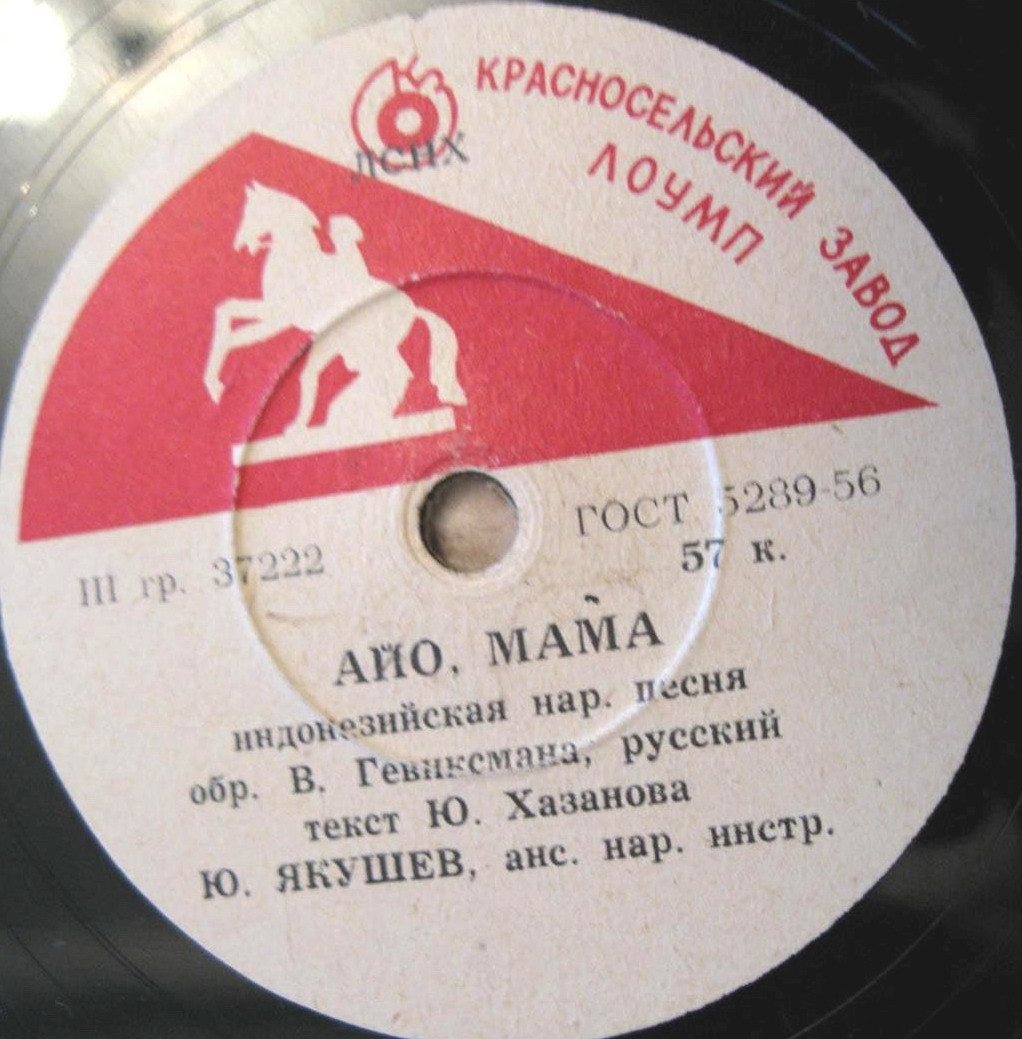 КЗ
ЛСНХ
КРАСНОСЕЛЬСКИЙ ЗАВОД
ЛОУМП
ГОСТ 5289-56
III гр. 37222
57 к.
АЙО, МАМА
индонезийская нар. песня
обр. В. Гевиксмана, русский
текст Ю. Хазанова
Ю. ЯКУШЕВ, анс. нар. инстр.